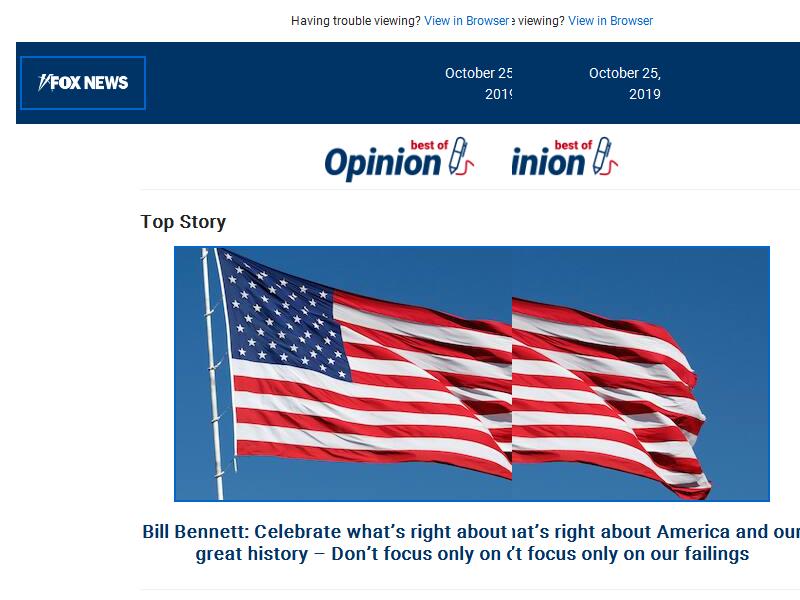 Having trouble viewing? View in Browser e viewing? View in Browser
FOX NEWS
October 25 October 25,
2019 2019
best of best of
Opinion inion
Top Story
Bill Bennett: Celebrate what's right about at's right about America and our
great history – Don't focus only on 't focus only on our failings